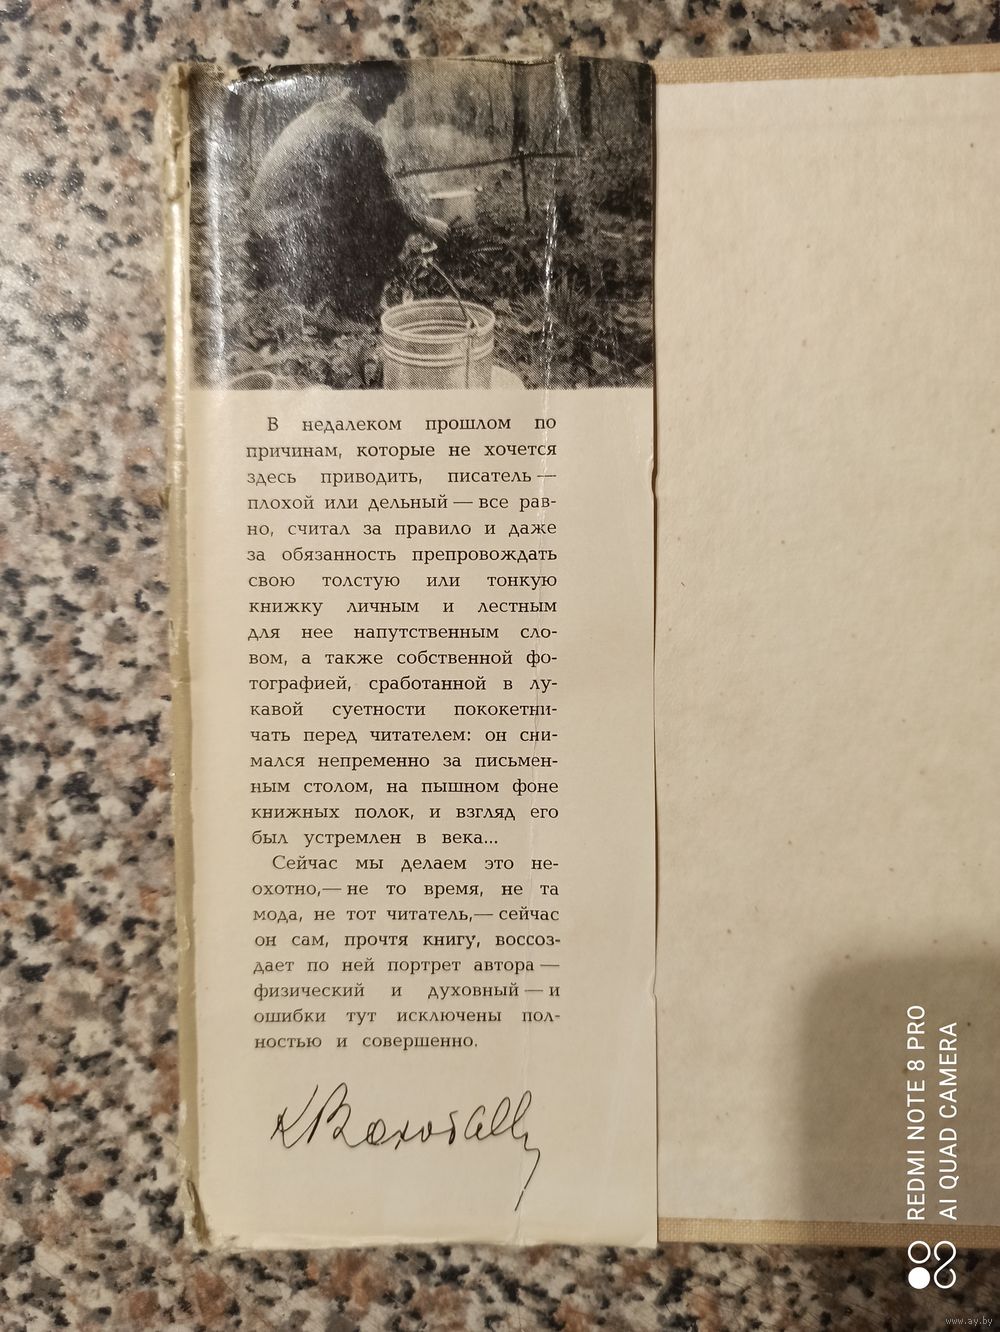 В недалеком прошлом по
причинам, которые не хочется
здесь приводить, писатель —
плохой или дельный — все рав-
но, считал за правило и даже
за обязанность препровождать
свою толстую или тонкую
книжку личным и лестным
для нее напутственным сло-
вом, а также собственной фо-
тографией, сработанной в лу-
кавой суетности пококетни-
чать перед читателем: он сни-
мался непременно за письмен-
ным столом, на пышном фоне
книжных полок, и взгляд его
был устремлен в века...
Сейчас мы делаем это не-
охотно,— не то время, не та
мода, не тот читатель,— сейчас
он сам, прочтя книгу, воссоз-
дает по ней портрет автора —
физический и духовный — и
ошибки тут исключены пол-
ностью и совершенно.
REDMI NOTE 8 PRO
AI QUAD CAMERA
www.ay.by